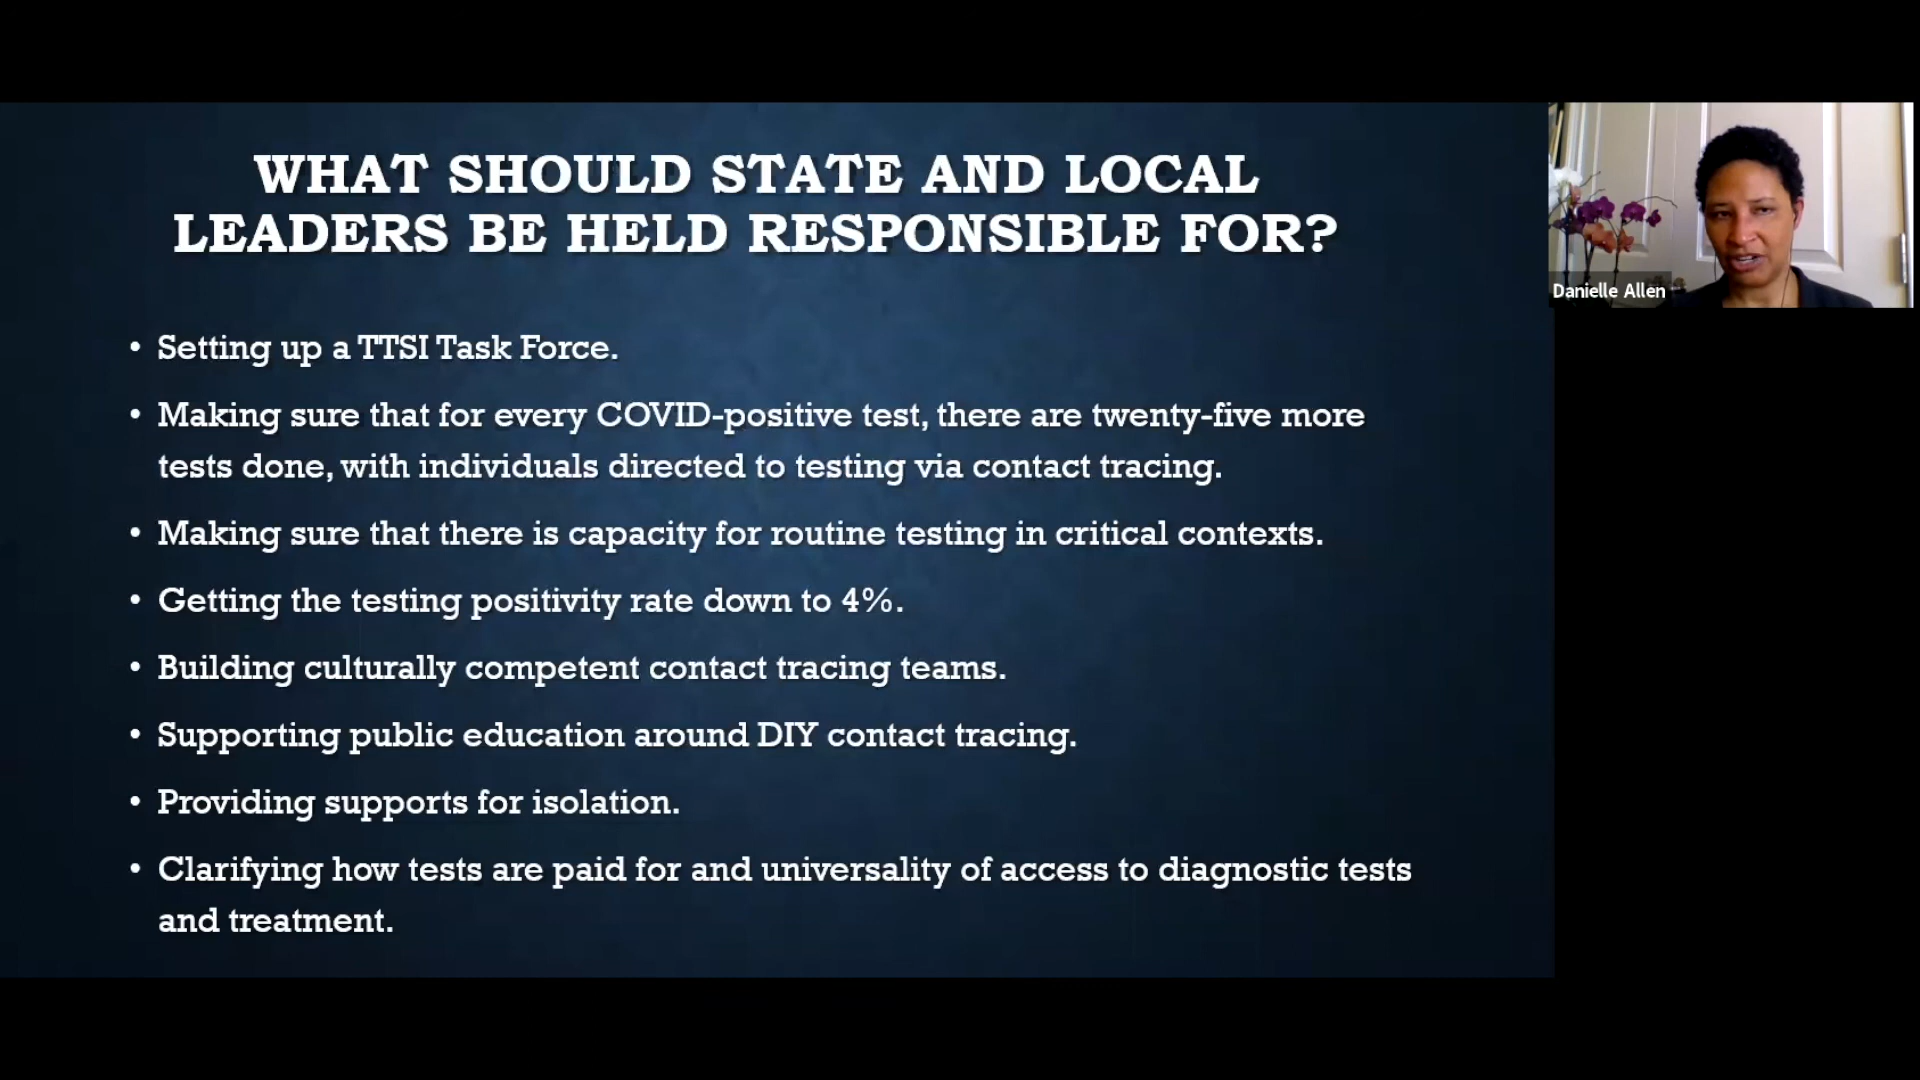 WHAT SHOULD STATE AND LOCAL
LEADERS BE HELD RESPONSIBLE FOR?
• Setting up a TTSI Task Force.
• Making sure that for every COVID-positive test, there are twenty-five more
tests done, with individuals directed to testing via contact tracing.
• Making sure that there is capacity for routine testing in critical contexts.
• Getting the testing positivity rate down to 4%.
• Building culturally competent contact tracing teams.
• Supporting public education around DIY contact tracing.
• Providing supports for isolation.
• Clarifying how tests are paid for and universality of access to diagnostic tests
and treatment.
Danielle Allen